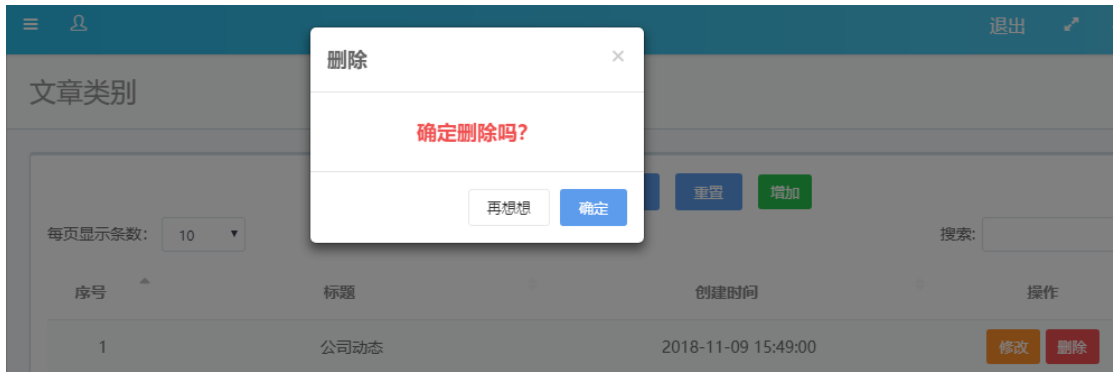 退出
删除 ×
文章类别
确定删除吗？
再想想 确定
重置 增加
每页显示条数: 10 搜索:
序号 标题 创建时间 操作
1 公司动态 2018-11-09 15:49:00 修改 删除